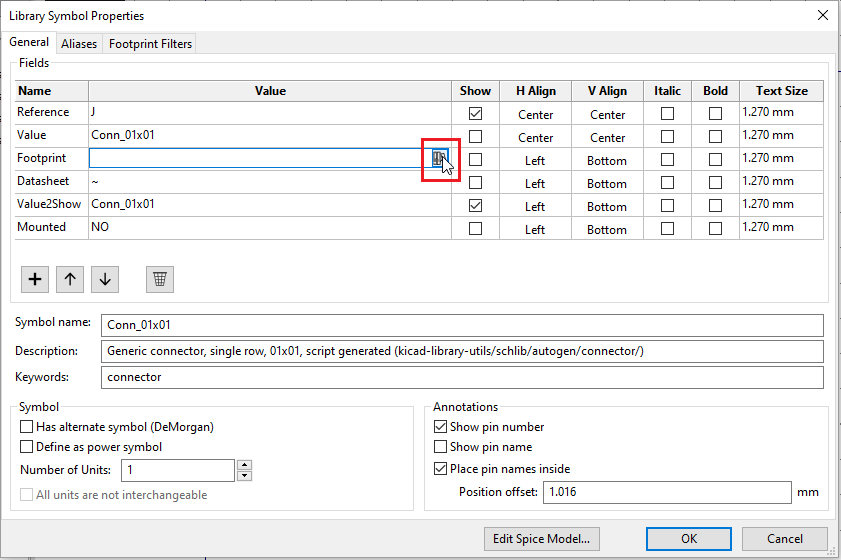 Library Symbol Properties
General Aliases Footprint Filters
Fields
Name Value Show H Align V Align Italic Bold Text Size
Reference J Center Center 1.270 mm
Value Conn_01x01 Center Center 1.270 mm
Footprint Left Bottom 1.270 mm
Datasheet ~ Left Bottom 1.270 mm
Value2Show Conn_01x01 Left Bottom 1.270 mm
Mounted NO Left Bottom 1.270 mm
Symbol name: Conn_01x01
Description: Generic connector, single row, 01x01, script generated (kicad-library-utils/schlib/autogen/connector/)
Keywords: connector
Symbol
Has alternate symbol (DeMorgan)
Define as power symbol
Number of Units: 1
All units are not interchangeable
Annotations
Show pin number
Show pin name
Place pin names inside
Position offset: 1.016 mm
Edit Spice Model... OK Cancel